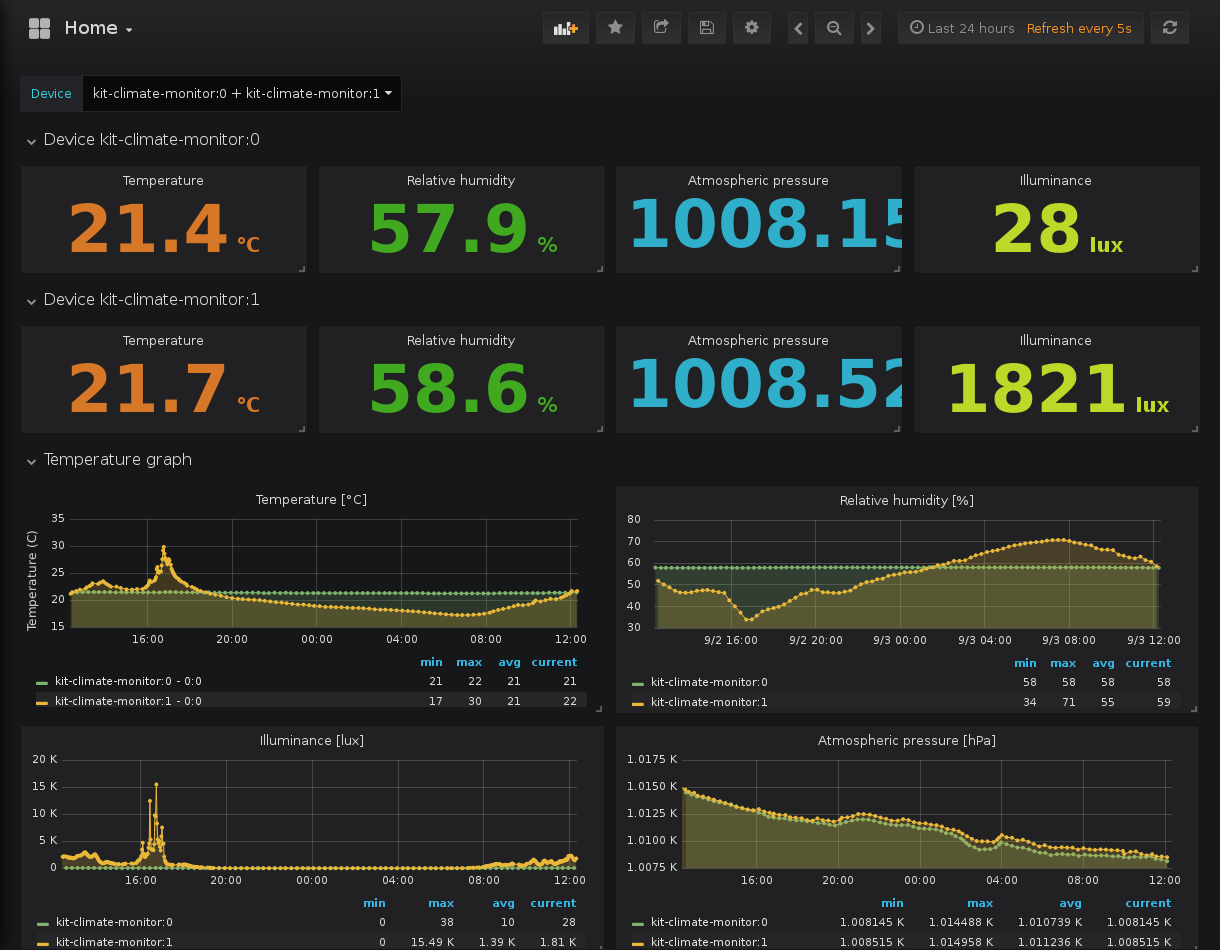 Home
Last 24 hours Refresh every 5s
Device kit-climate-monitor:0 + kit-climate-monitor:1
Device kit-climate-monitor:0
Temperature Relative humidity Atmospheric pressure Illuminance
21.4 °C 57.9 % 1008.15 28 lux
Device kit-climate-monitor:1
Temperature Relative humidity Atmospheric pressure Illuminance
21.7 °C 58.6 % 1008.52 1821 lux
Temperature graph
Temperature [°C]
Temperature (C)
35
30
25
20
15
16:00 20:00 00:00 04:00 08:00 12:00
min max avg current
kit-climate-monitor:0 - 0:0 21 22 21 21
kit-climate-monitor:1 - 0:0 17 30 21 22
Relative humidity [%]
80
70
60
50
40
30
9/2 16:00 9/2 20:00 9/3 00:00 9/3 04:00 9/3 08:00 9/3 12:00
min max avg current
kit-climate-monitor:0 58 58 58 58
kit-climate-monitor:1 34 71 55 59
Illuminance [lux]
20 K
15 K
10 K
5 K
0
16:00 20:00 00:00 04:00 08:00 12:00
min max avg current
kit-climate-monitor:0 0 38 10 28
kit-climate-monitor:1 0 15.49 K 1.39 K 1.81 K
Atmospheric pressure [hPa]
1.0175 K
1.0150 K
1.0125 K
1.0100 K
1.0075 K
16:00 20:00 00:00 04:00 08:00 12:00
min max avg current
kit-climate-monitor:0 1.008145 K 1.014488 K 1.010739 K 1.008145 K
kit-climate-monitor:1 1.008515 K 1.014958 K 1.011236 K 1.008515 K